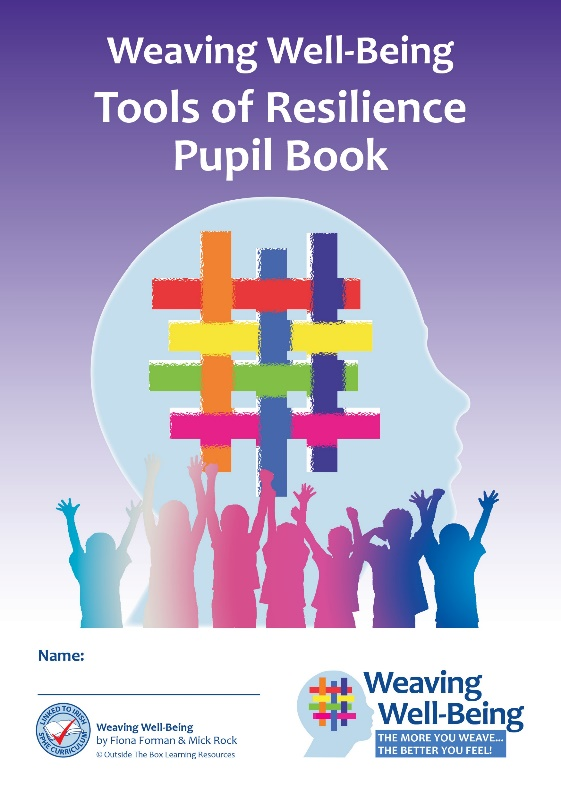 Weaving Well-Being
Tools of Resilience
Pupil Book
Name:
LINKED TO IRISH
SPHE CURRICULUM
Weaving Well-Being
by Fiona Forman & Mick Rock
© Outside The Box Learning Resources
Weaving
Well-Being
THE MORE YOU WEAVE...
THE BETTER YOU FEEL!